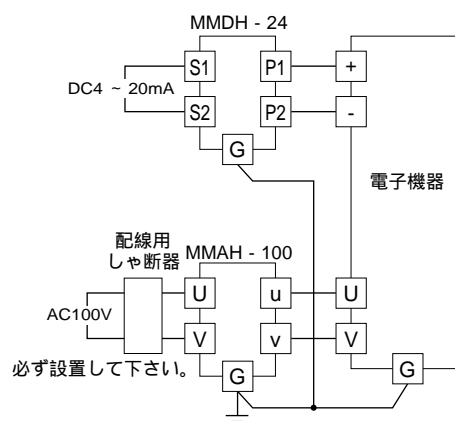 MMDH - 24
S1
P1
+
DC4 ~ 20mA
S2
P2
-
G
電子機器
配線用
しゃ断器
MMAH - 100
U
u
U
AC100V
V
v
V
必ず設置して下さい。
G
G